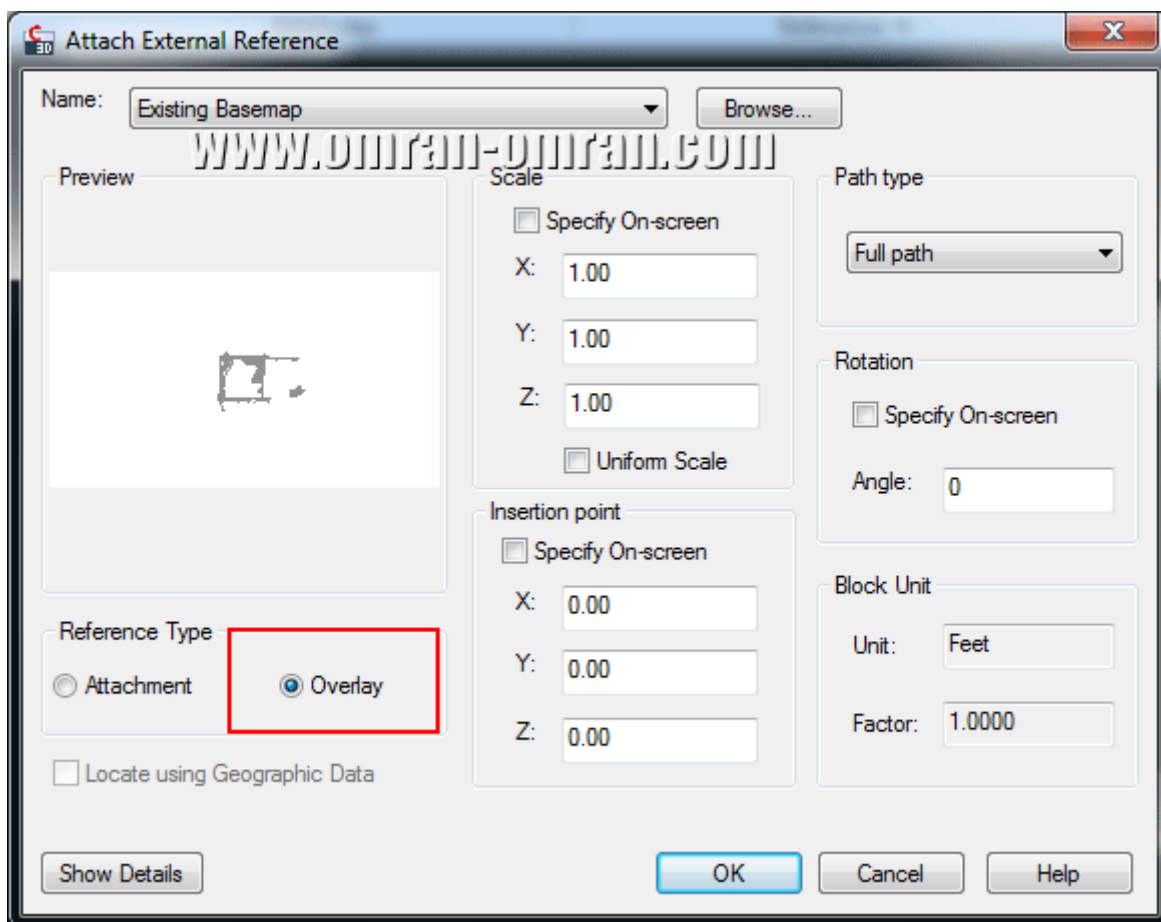 C 3D
Attach External Reference
Name: Existing Basemap Browse...
www.omran-omran.com
Preview
Scale
Specify On-screen
X: 1.00
Y: 1.00
Z: 1.00
Uniform Scale
Path type
Full path
Rotation
Specify On-screen
Angle: 0
Insertion point
Specify On-screen
X: 0.00
Y: 0.00
Z: 0.00
Block Unit
Unit: Feet
Factor: 1.0000
Reference Type
Attachment Overlay
Locate using Geographic Data
Show Details OK Cancel Help